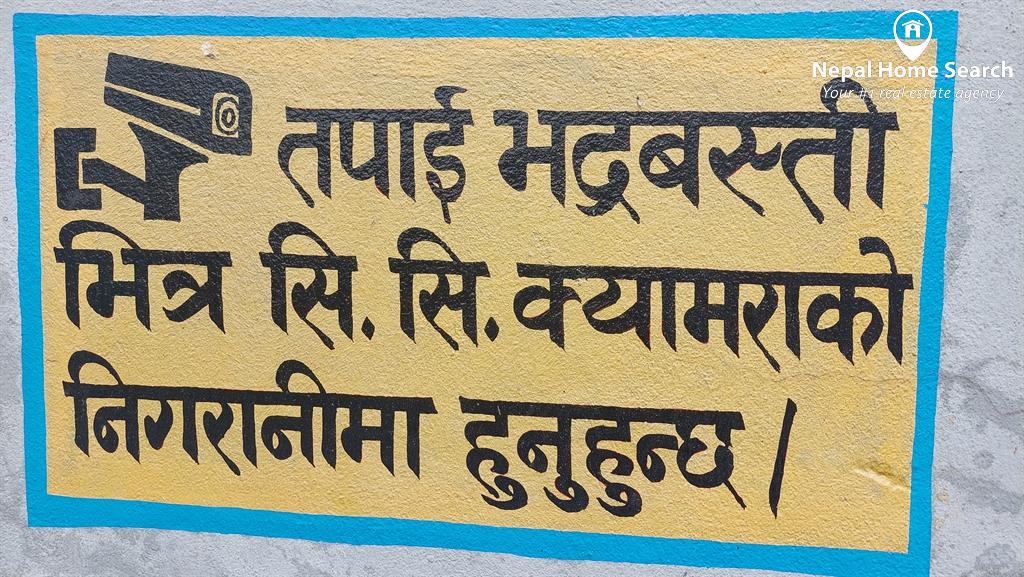 Nepal Home Search
Your #1 real estate agency
तपाई भद्रबस्ती
भित्र सि. सि. क्यामराको
निगरानीमा हुनुहुन्छ ।